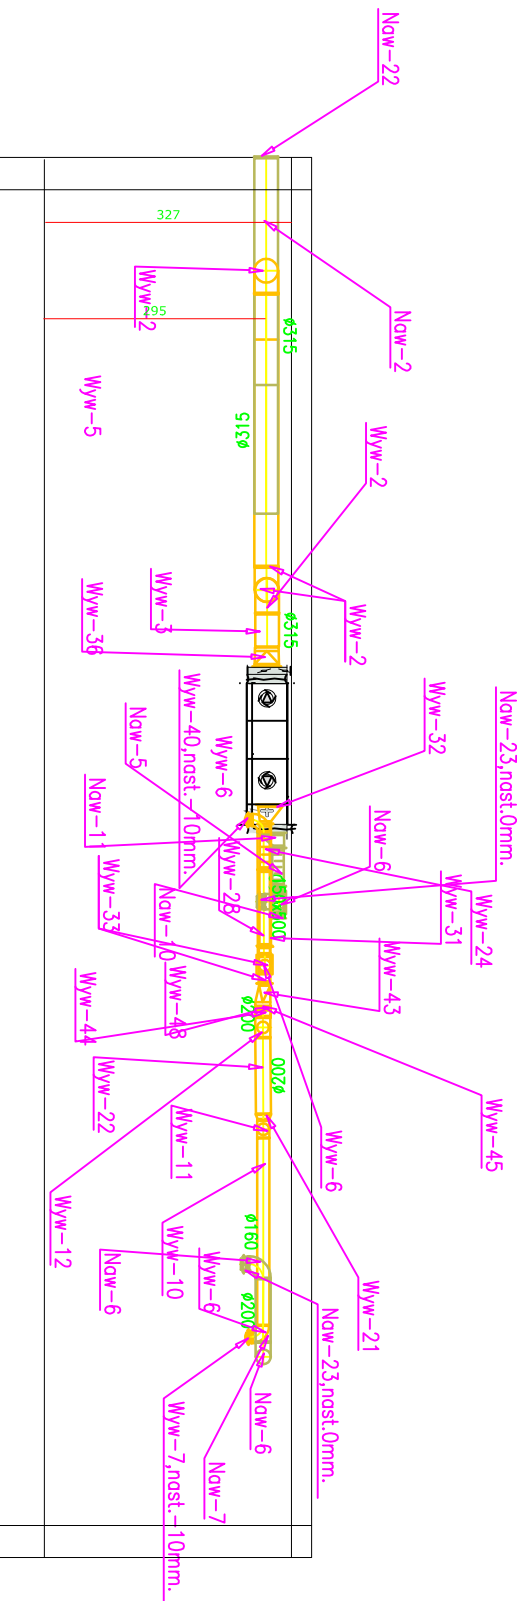 Naw-22
327
Wyw-2
295
Naw-2
ø315
Wyw-5
ø315
Wyw-2
Wyw-3
Wyw-36
Wyw-2
ø315
Wyw-40,nast.-10mm.
Wyw-32
Naw-23,nast.0mm.
Naw-5
Wyw-6
Naw-11
Naw-6
Wyw-28
Wyw-33
Naw-10
Wyw-31
Wyw-24
Wyw-43
Wyw-48
Wyw-44
ø200
ø200
Wyw-22
Wyw-11
Wyw-45
Wyw-6
Wyw-12
Wyw-10
ø160
Naw-6
Wyw-6
ø200
Wyw-21
Naw-23,nast.0mm.
Naw-6
Naw-7
Wyw-7,nast.-10mm.